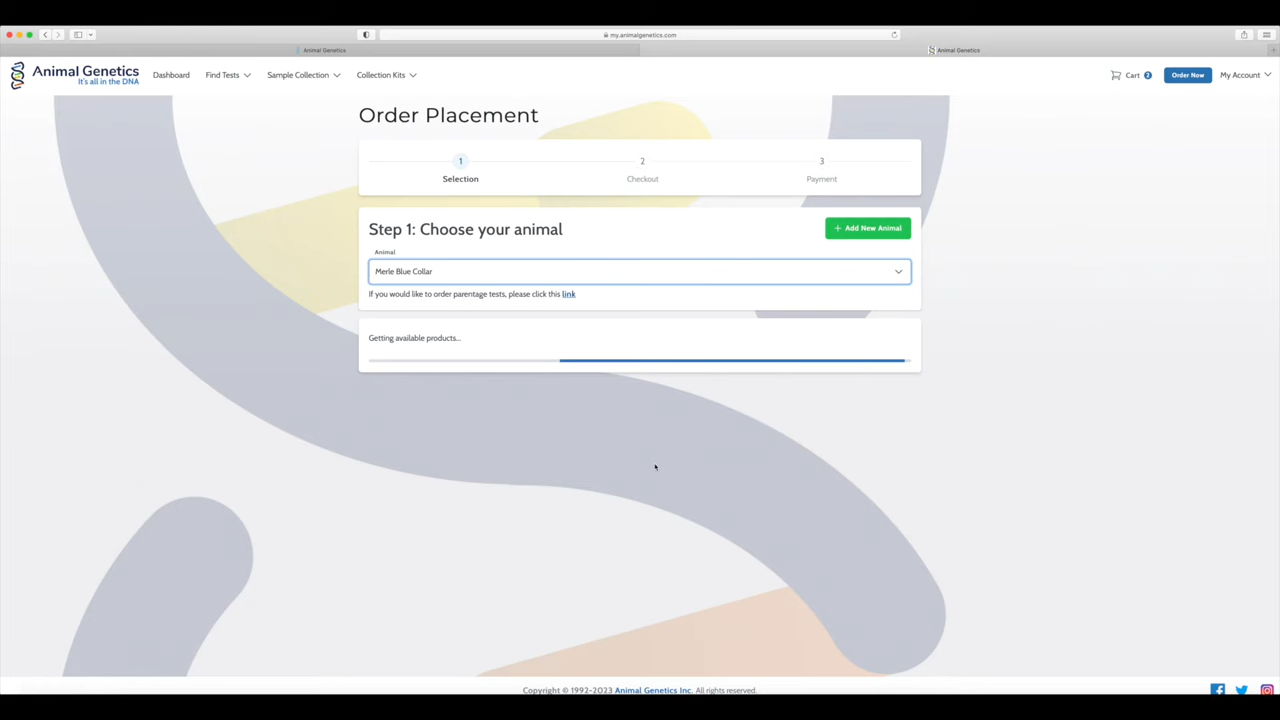 my.animalgenetics.com
Animal Genetics
Animal Genetics
Animal Genetics
It's all in the DNA
Dashboard
Find Tests
Sample Collection
Collection Kits
Cart 2
Order Now
My Account
Order Placement
1
2
3
Selection
Checkout
Payment
Step 1: Choose your animal
+ Add New Animal
Animal
Merle Blue Collar
If you would like to order parentage tests, please click this link
Getting available products...
Copyright © 1992-2023 Animal Genetics Inc. All rights reserved.